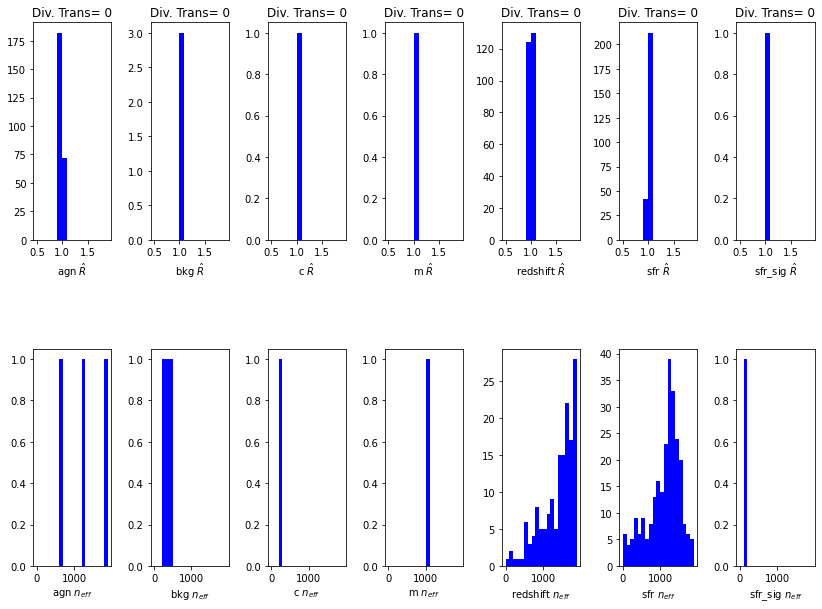 Div. Trans= 0 Div. Trans= 0 Div. Trans= 0 Div. Trans= 0 Div. Trans= 0 Div. Trans= 0 Div. Trans= 0
175 150 125 100 75 50 25 0
0.5 1.0 1.5
agn R̂
3.0 2.5 2.0 1.5 1.0 0.5 0.0
0.5 1.0 1.5
bkg R̂
1.0 0.8 0.6 0.4 0.2 0.0
0.5 1.0 1.5
c R̂
1.0 0.8 0.6 0.4 0.2 0.0
0.5 1.0 1.5
m R̂
120 100 80 60 40 20 0
0.5 1.0 1.5
redshift R̂
200 175 150 125 100 75 50 25 0
0.5 1.0 1.5
sfr R̂
1.0 0.8 0.6 0.4 0.2 0.0
0.5 1.0 1.5
sfr_sig R̂
1.0 0.8 0.6 0.4 0.2 0.0
0 1000
agn n_eff
1.0 0.8 0.6 0.4 0.2 0.0
0 1000
bkg n_eff
1.0 0.8 0.6 0.4 0.2 0.0
0 1000
c n_eff
1.0 0.8 0.6 0.4 0.2 0.0
0 1000
m n_eff
25 20 15 10 5 0
0 1000
redshift n_eff
40 35 30 25 20 15 10 5 0
0 1000
sfr n_eff
1.0 0.8 0.6 0.4 0.2 0.0
0 1000
sfr_sig n_eff